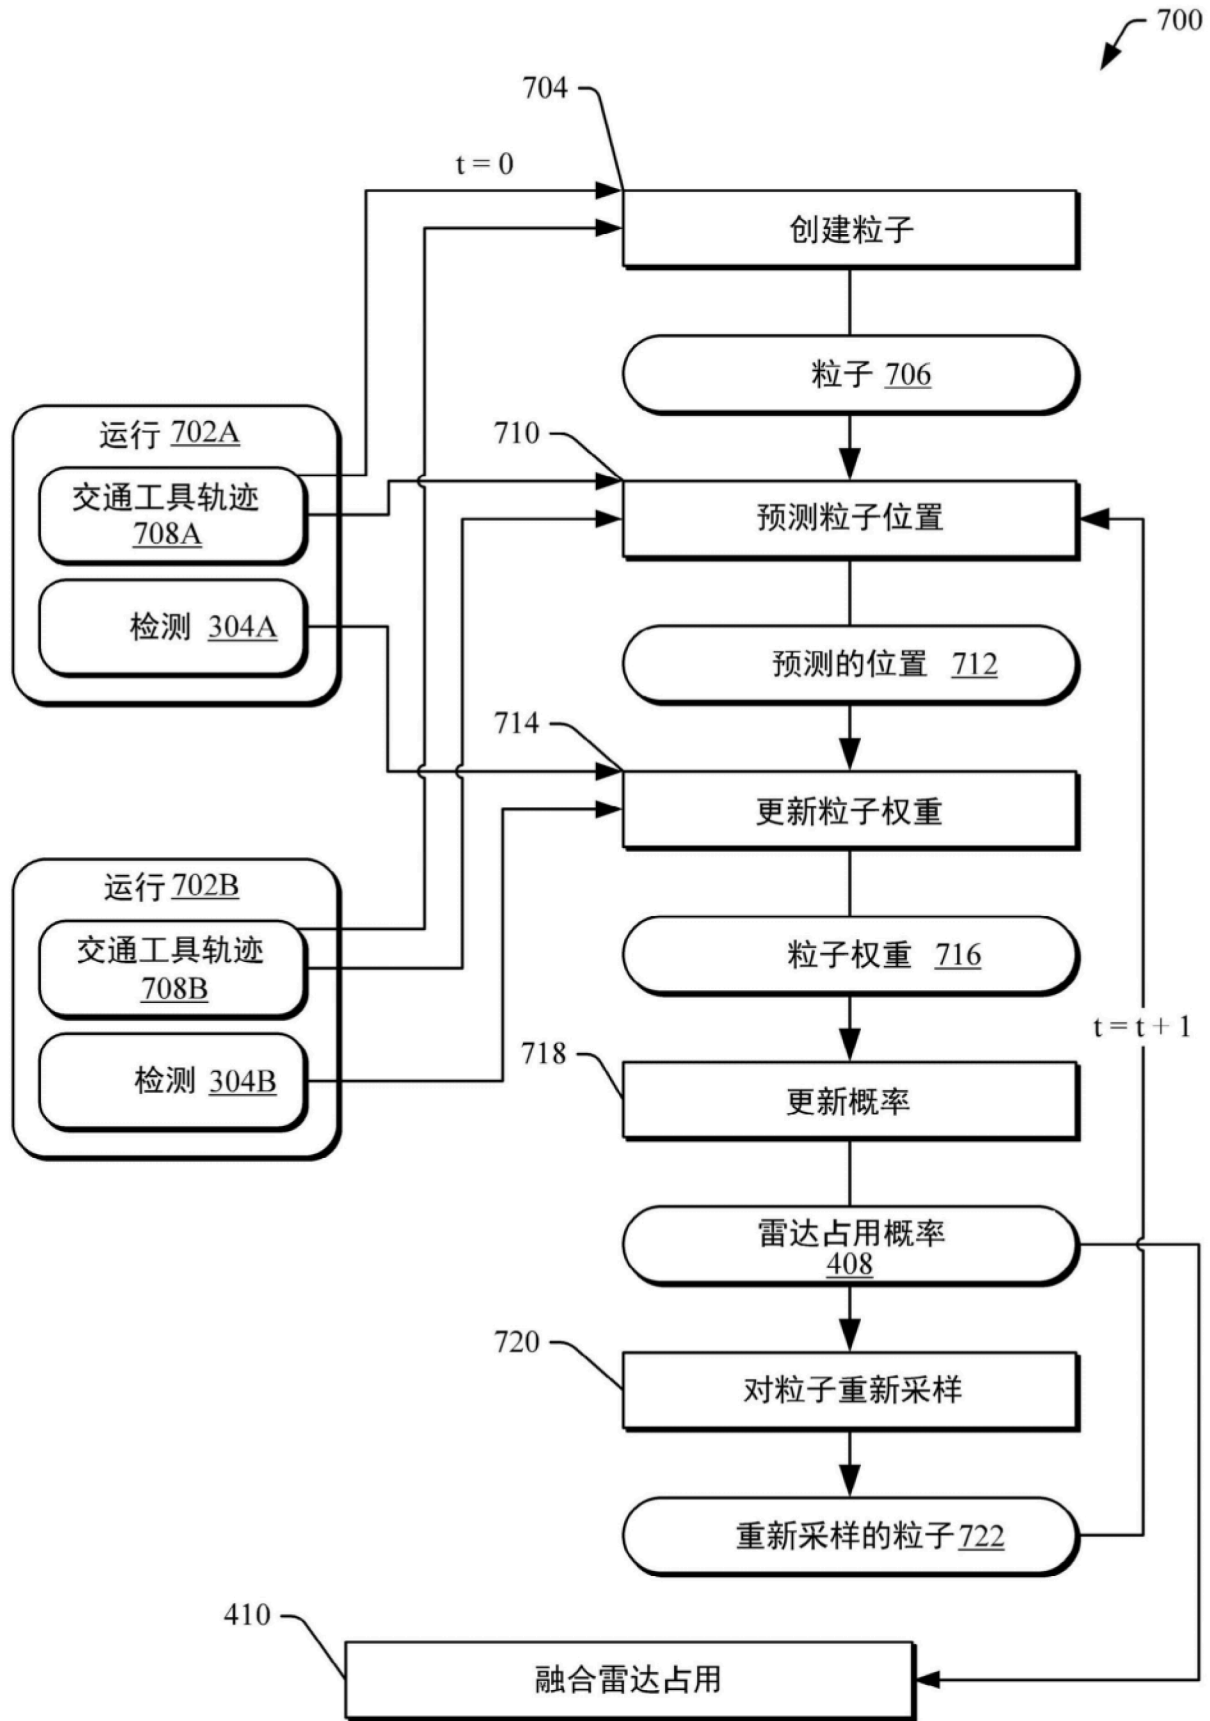 700
704
t = 0
创建粒子
粒子 706
运行 702A
交通工具轨迹
708A
检测 304A
710
预测粒子位置
预测的位置 712
714
更新粒子权重
运行 702B
交通工具轨迹
708B
检测 304B
粒子权重 716
t = t + 1
718
更新概率
雷达占用概率
408
720
对粒子重新采样
重新采样的粒子 722
410
融合雷达占用